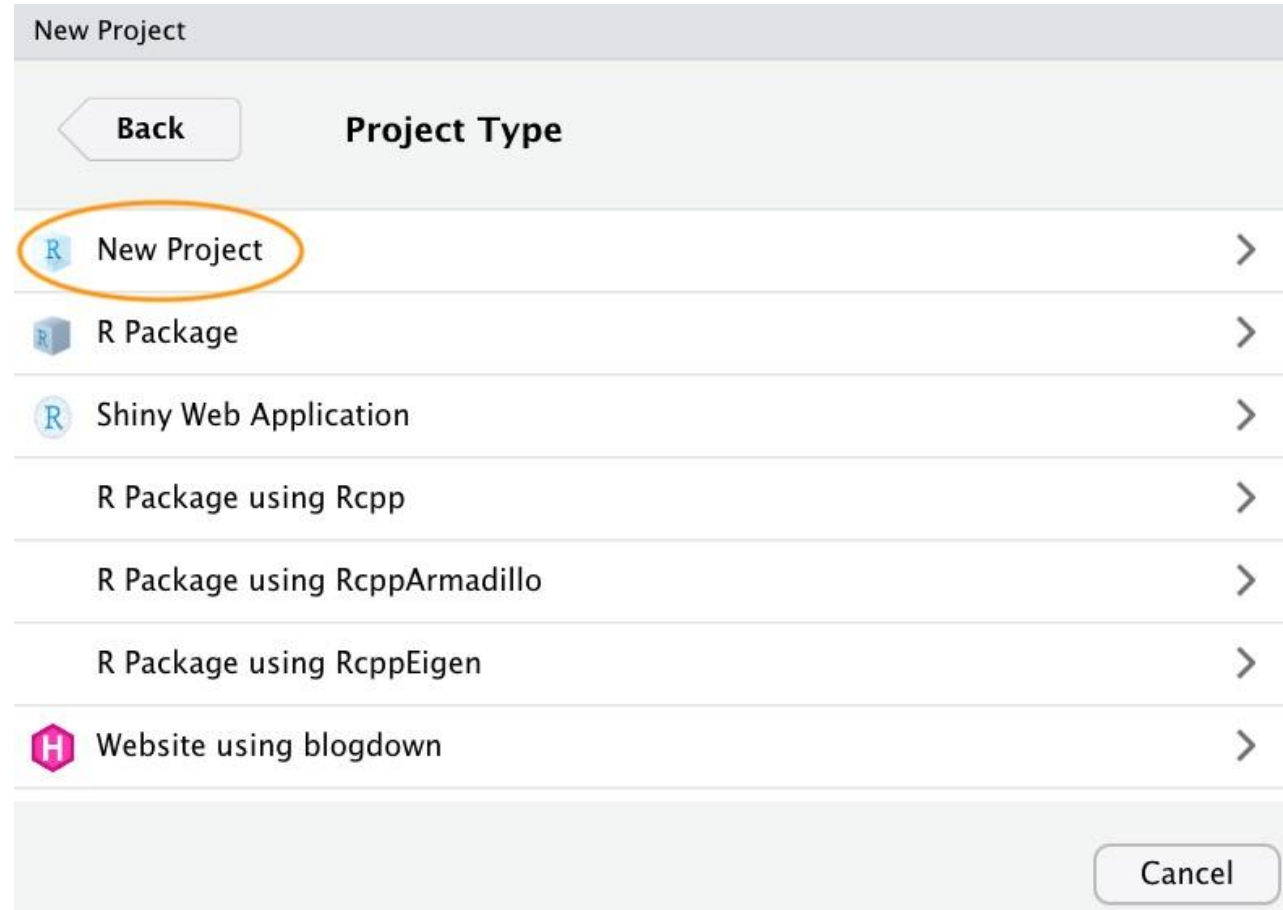 New Project
Back Project Type
R New Project
R R Package
R Shiny Web Application
R Package using Rcpp
R Package using RcppArmadillo
R Package using RcppEigen
H Website using blogdown
Cancel